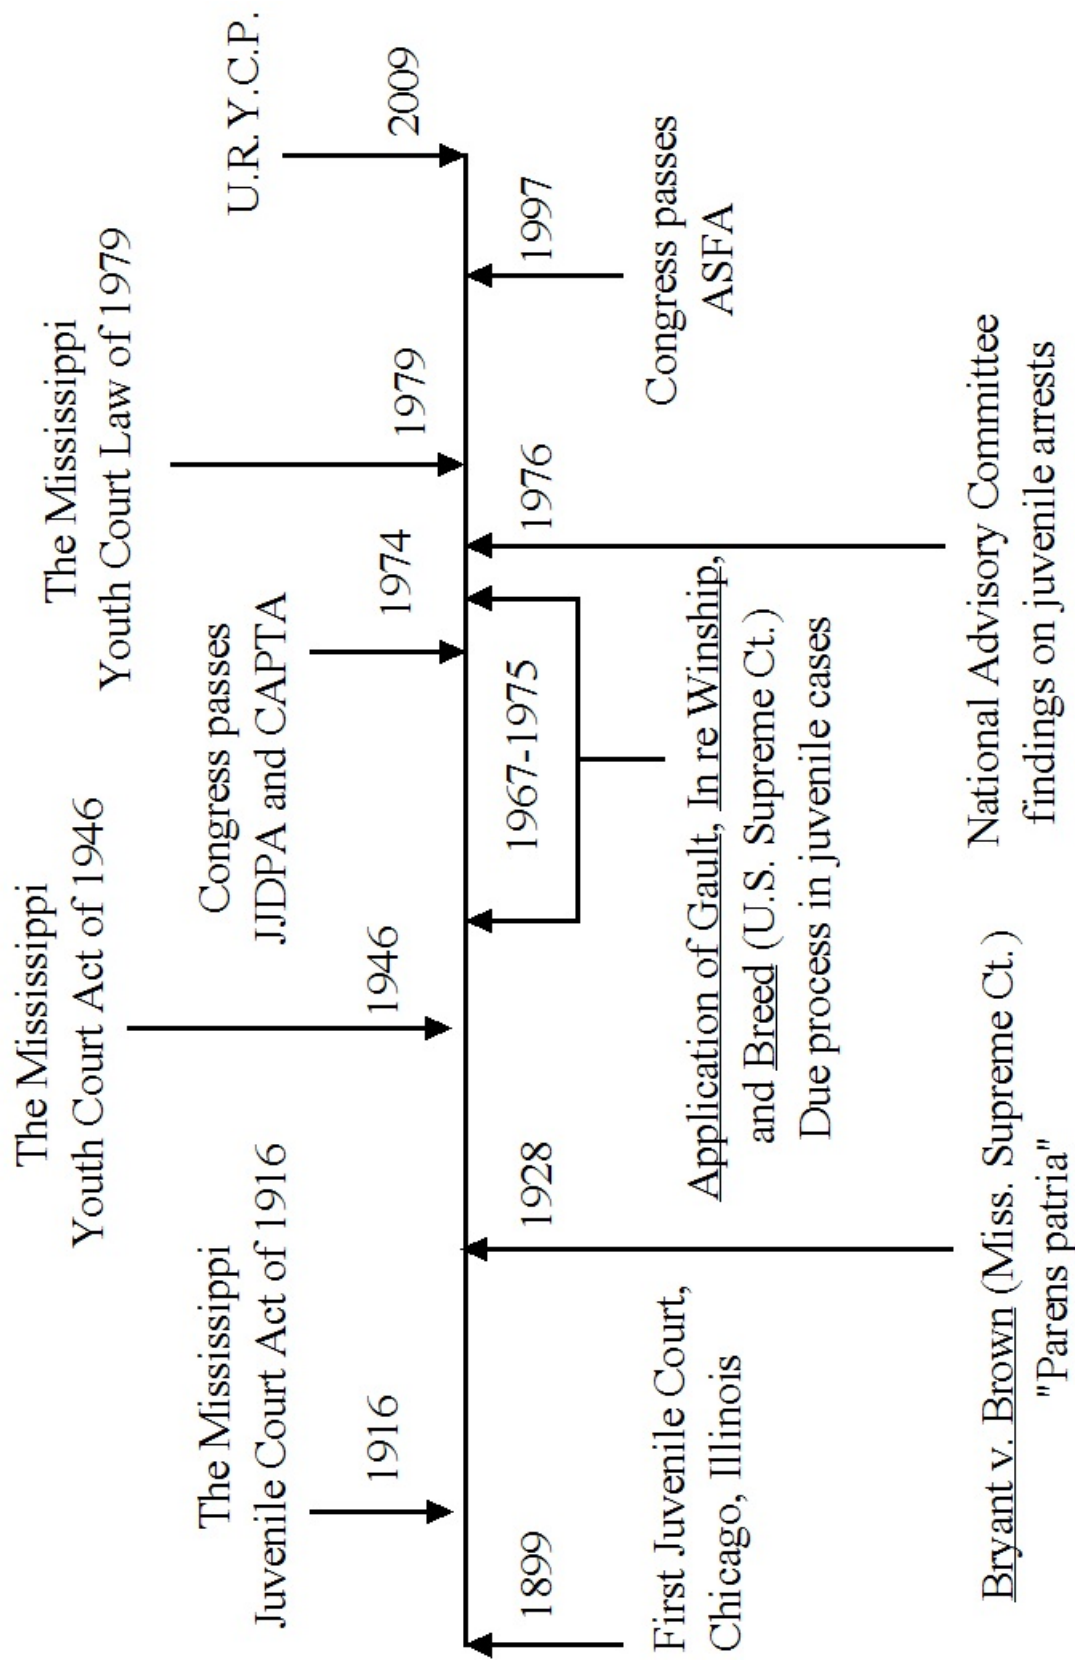 The Mississippi
Youth Court Act of 1946
The Mississippi
Youth Court Law of 1979
The Mississippi
Juvenile Court Act of 1916
Congress passes
JJDPA and CAPTA
U.R.Y.C.P.
1916
1946
1974
1979
2009
1899
1928
1967-1975
1976
1997
First Juvenile Court,
Chicago, Illinois
Application of Gault, In re Winship,
and Breed (U.S. Supreme Ct.)
Due process in juvenile cases
Congress passes
ASFA
Bryant v. Brown (Miss. Supreme Ct.)
"Parens patria"
National Advisory Committee
findings on juvenile arrests